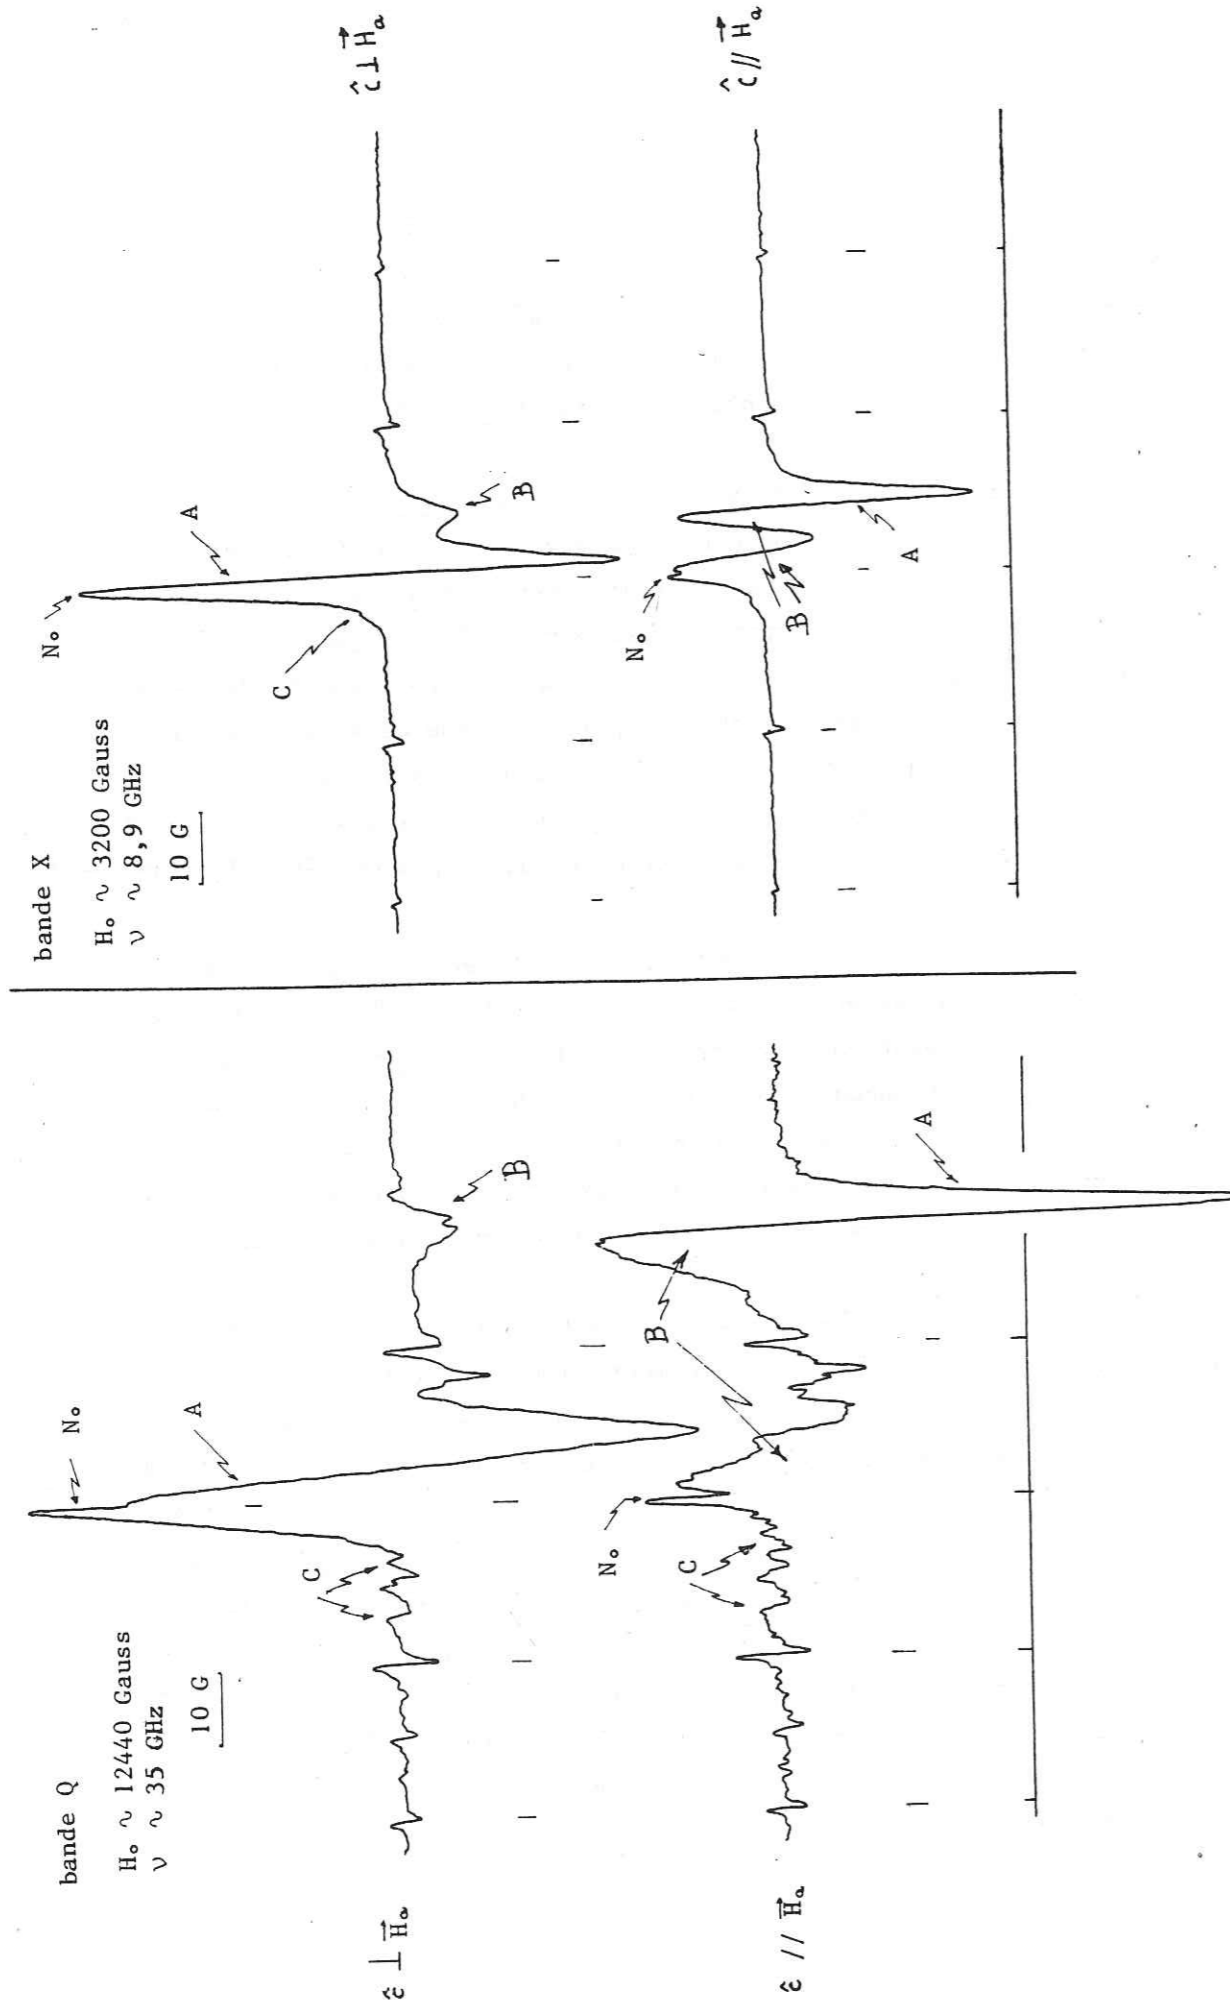 bande Q
H₀ ~ 12440 Gauss
ν ~ 35 GHz
10 G
N₀
A
C
B
ĉ ⊥ H⃗ₐ
N₀
C
B
A
ĉ // H⃗ₐ
bande X
H₀ ~ 3200 Gauss
ν ~ 8,9 GHz
10 G
N₀
A
C
B
ĉ ⊥ H⃗ₐ
N₀
B
A
ĉ // H⃗ₐ